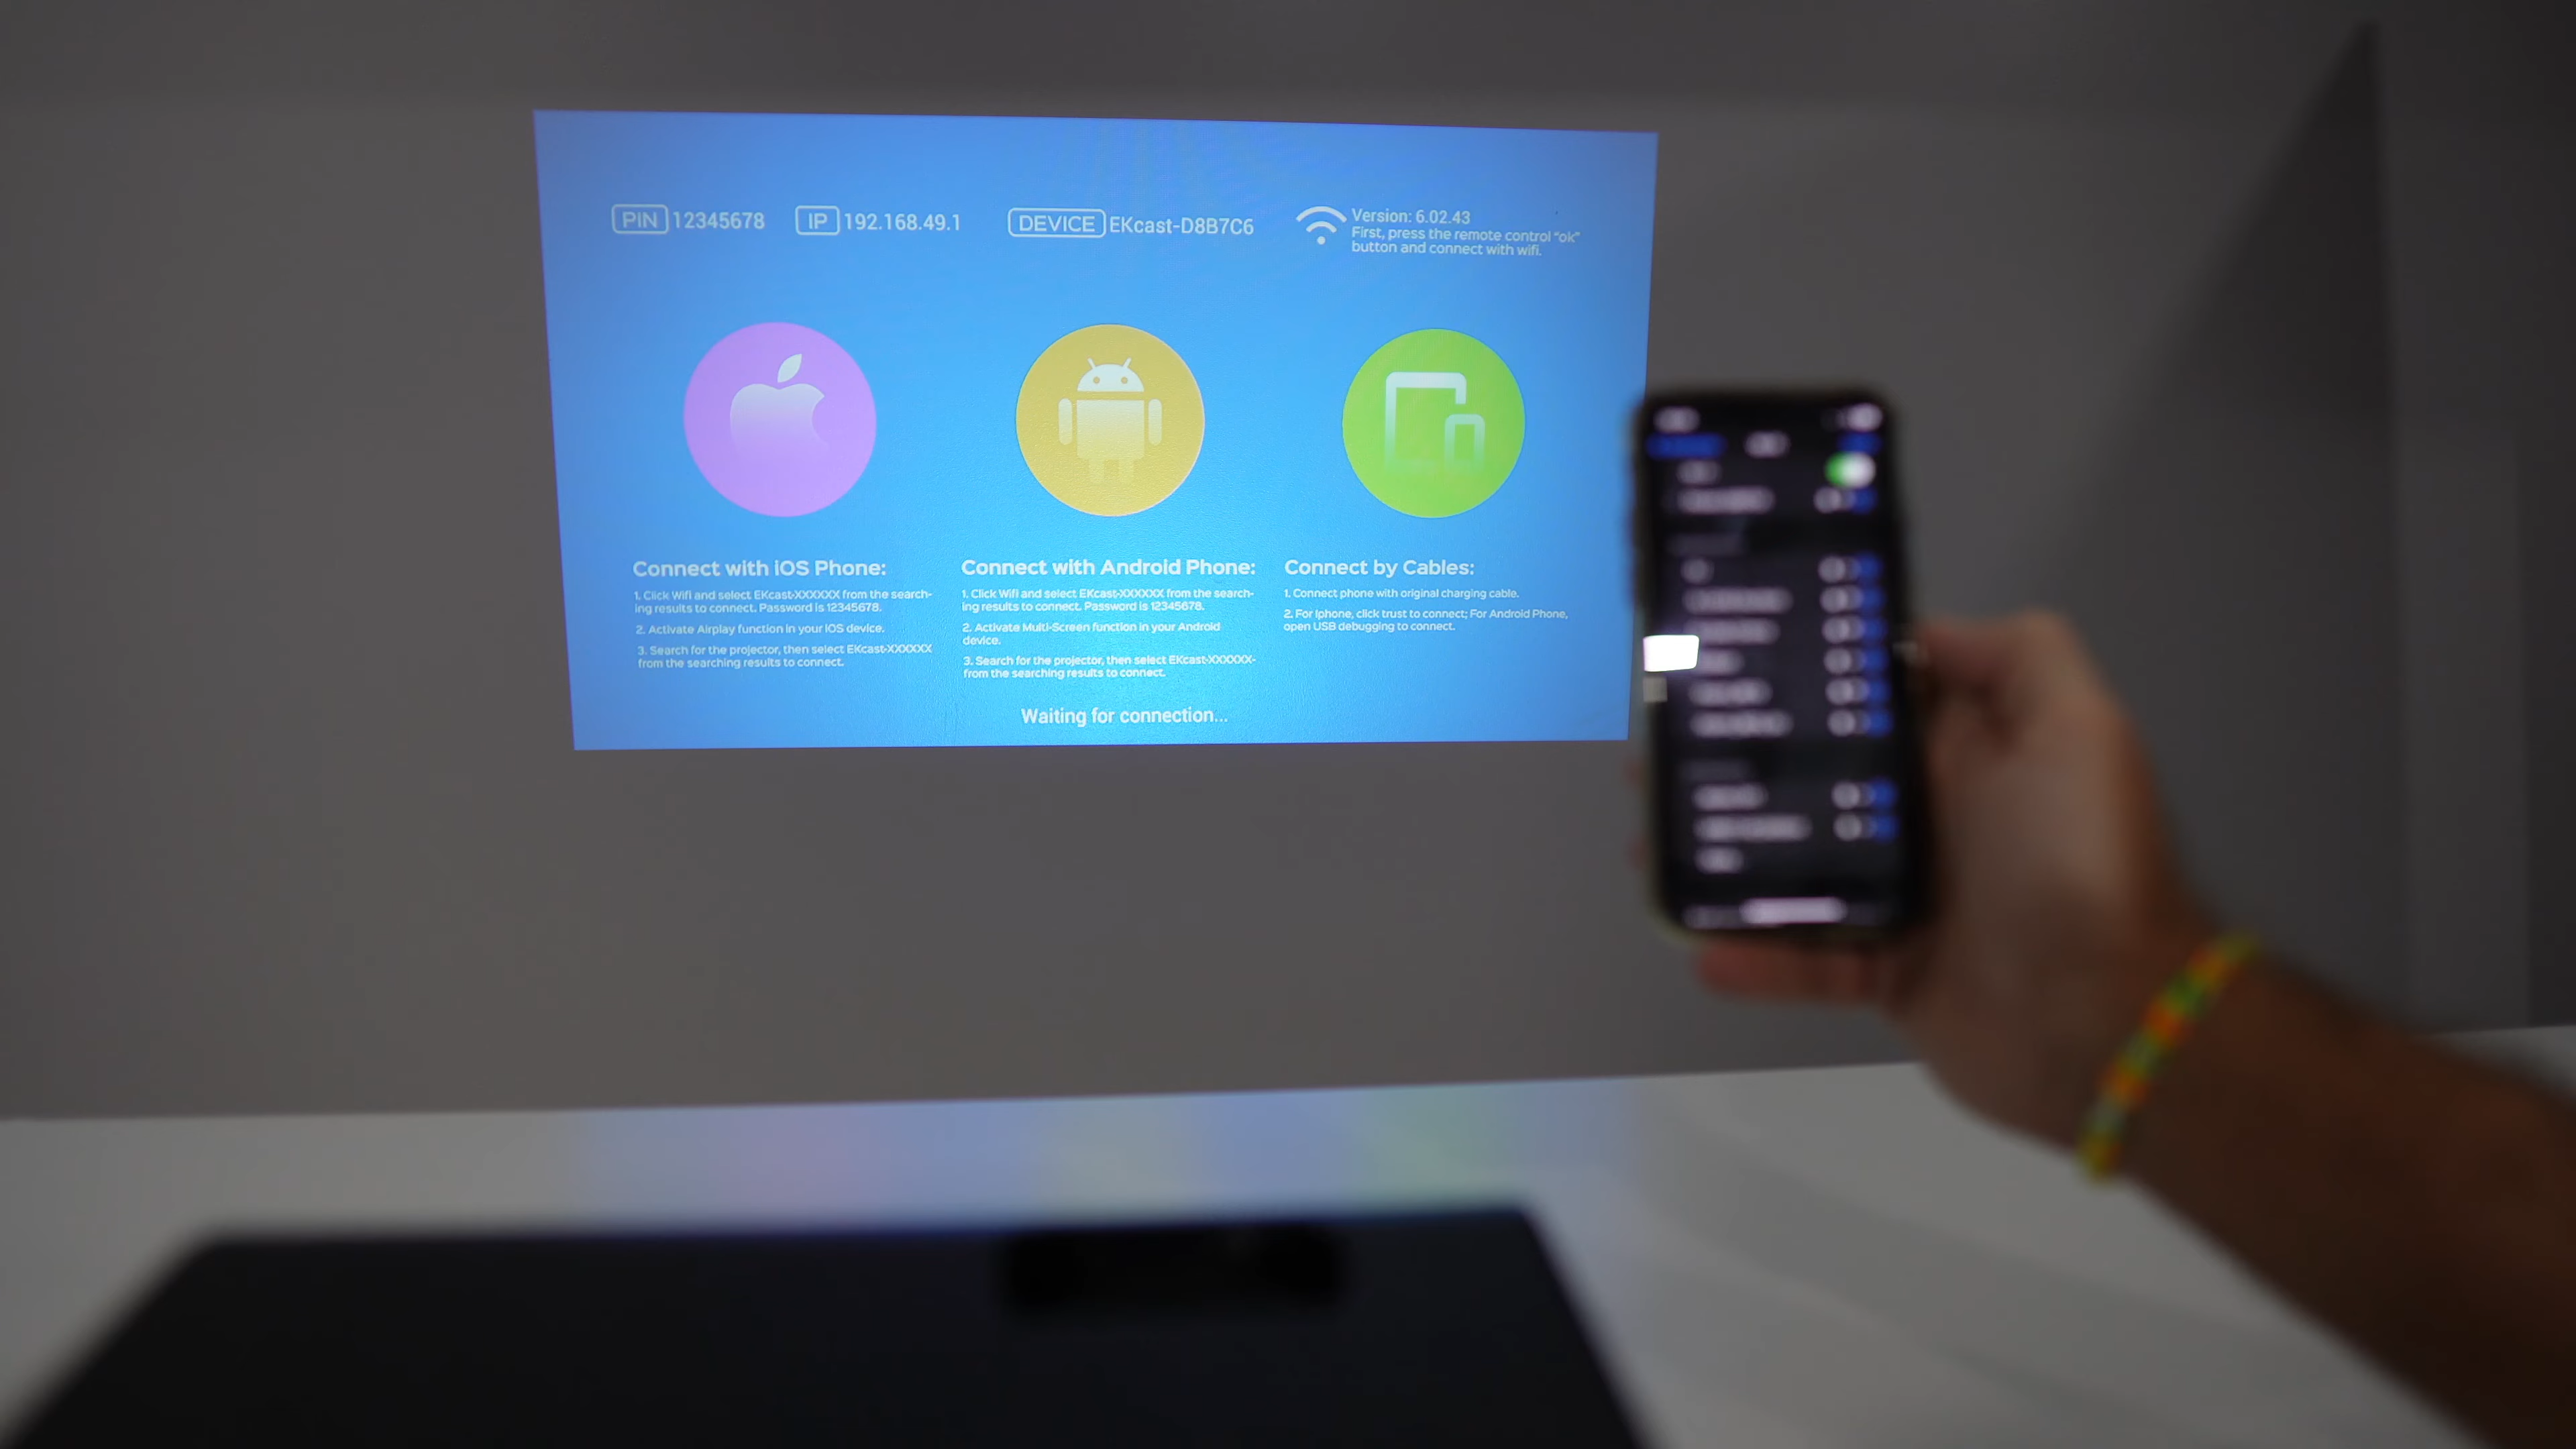 PIN 12345678 IP 192.168.49.1 DEVICE EKcast-D8B7C6
Version: 6.02.43
First, press the remote control "ok"
button and connect with wifi.
Connect with iOS Phone:
1. Click Wifi and select EKcast-XXXXXX from the search-
ing results to connect. Password is 12345678.
2. Activate Airplay function in your iOS device.
3. Search for the projector, then select EKcast-XXXXXX
from the searching results to connect.
Connect with Android Phone:
1. Click Wifi and select EKcast-XXXXXX from the search-
ing results to connect. Password is 12345678.
2. Activate Multi-Screen function in your Android
device.
3. Search for the projector, then select EKcast-XXXXXX-
from the searching results to connect.
Connect by Cables:
1. Connect phone with original charging cable.
2. For Iphone, click trust to connect; For Android Phone,
open USB debugging to connect.
Waiting for connection...